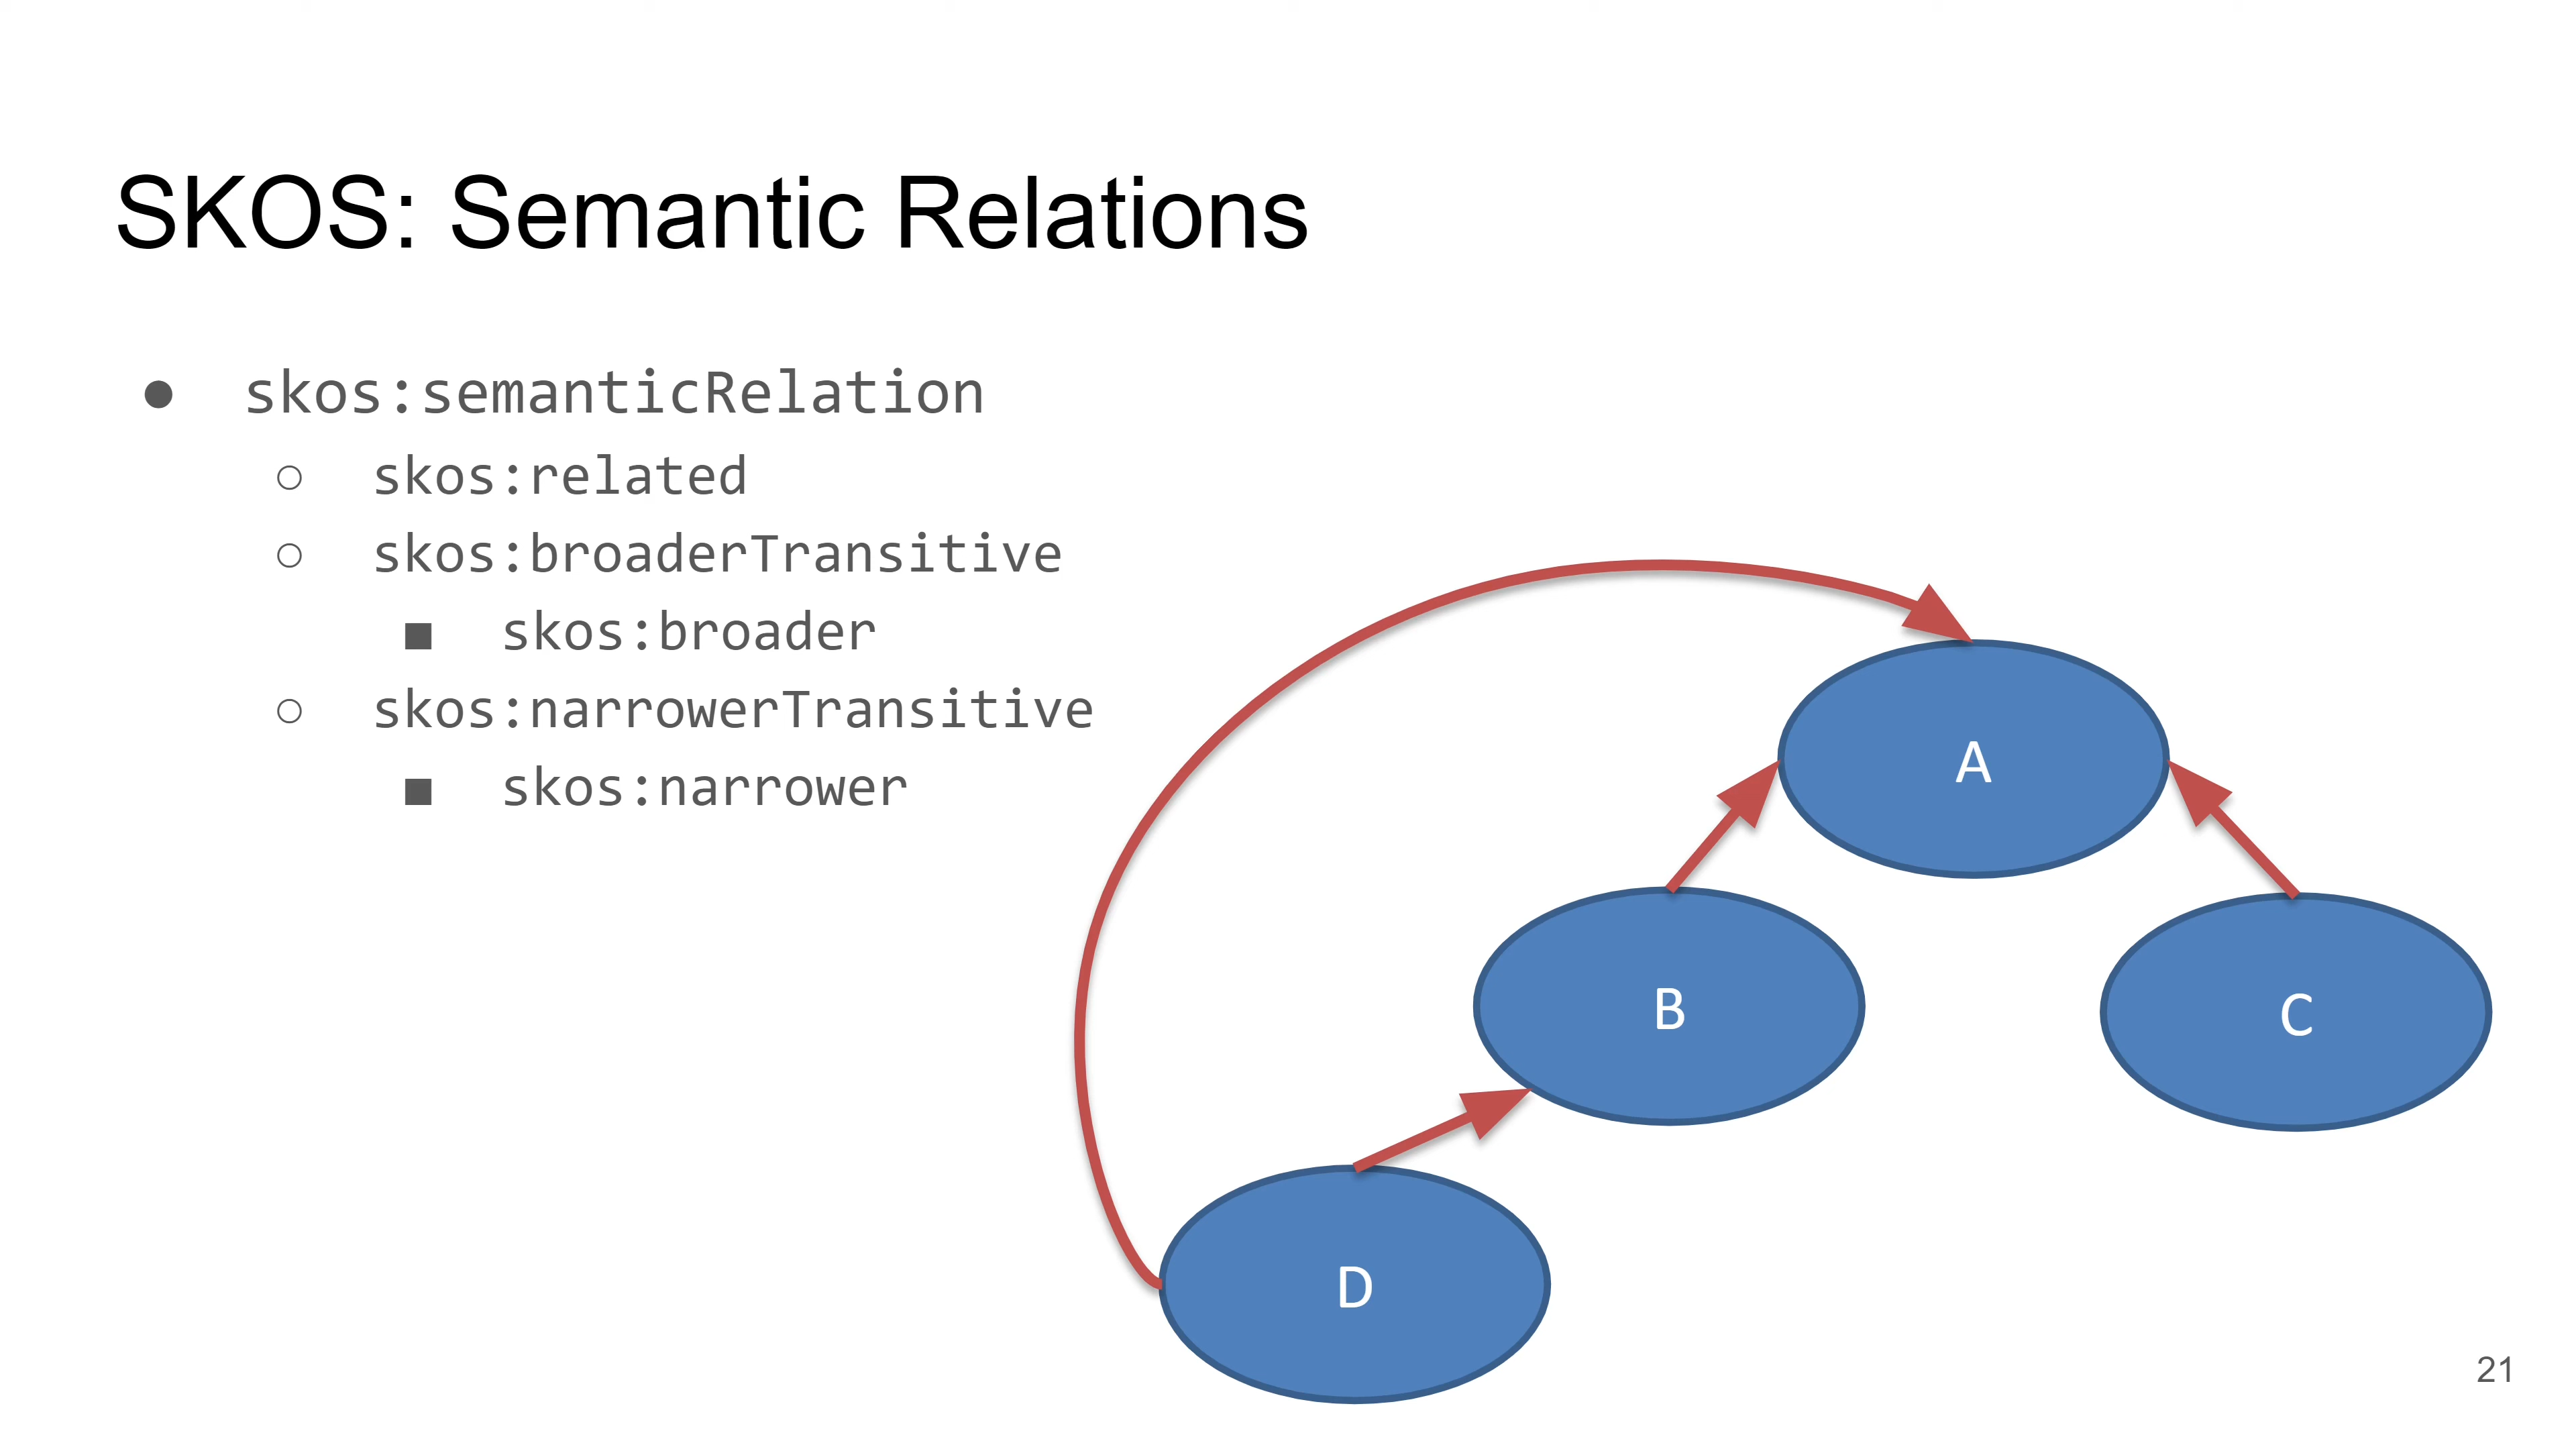 SKOS: Semantic Relations
● skos:semanticRelation
○ skos:related
○ skos:broaderTransitive
■ skos:broader
○ skos:narrowerTransitive
■ skos:narrower
A
B
C
D
21